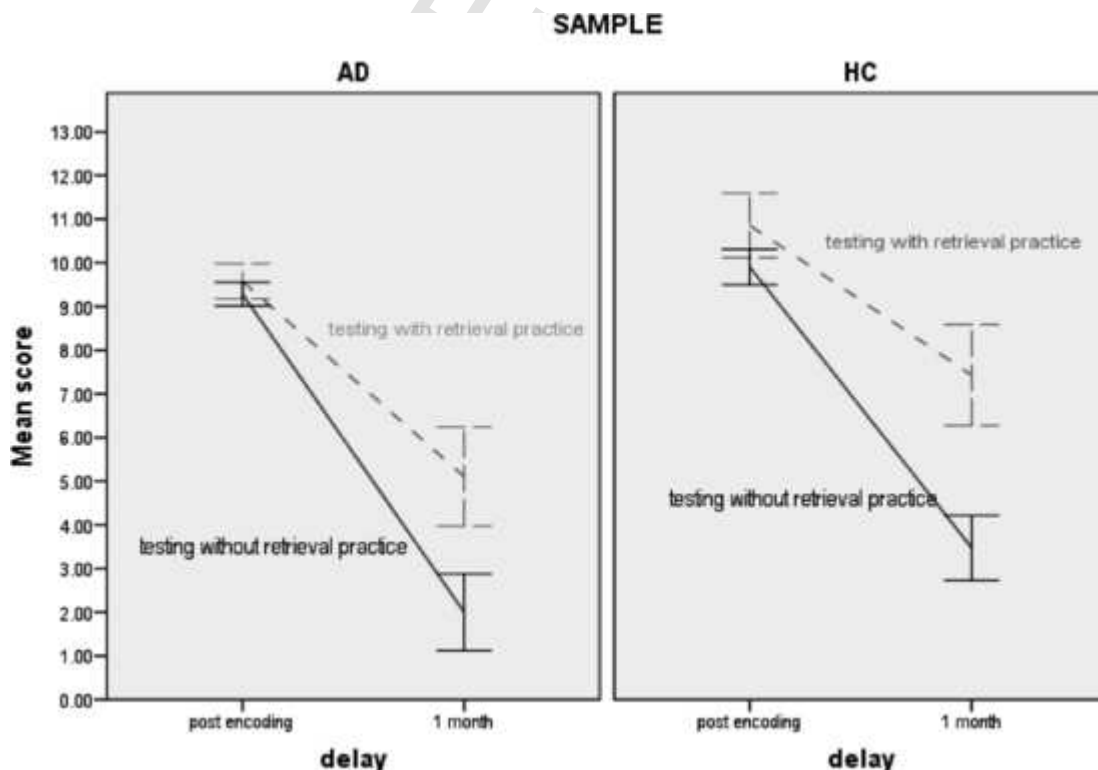 SAMPLE
AD
HC
13.00
12.00
11.00
10.00
9.00
8.00
7.00
6.00
5.00
4.00
3.00
2.00
1.00
0.00
Mean score
testing with retrieval practice
testing without retrieval practice
testing with retrieval practice
testing without retrieval practice
post encoding
1 month
post encoding
1 month
delay
delay